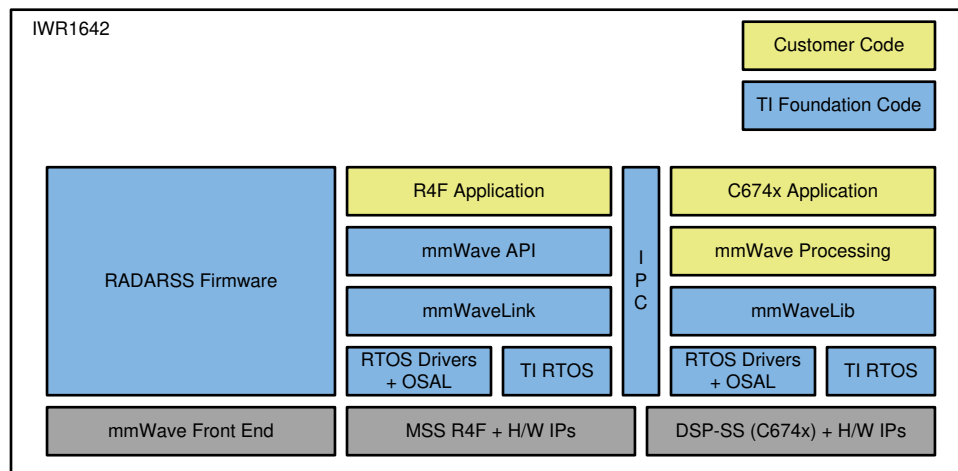 IWR1642
Customer Code
TI Foundation Code
RADARSS Firmware
R4F Application
mmWave API
mmWaveLink
RTOS Drivers
+ OSAL
TI RTOS
I
P
C
C674x Application
mmWave Processing
mmWaveLib
RTOS Drivers
+ OSAL
TI RTOS
mmWave Front End
MSS R4F + H/W IPs
DSP-SS (C674x) + H/W IPs